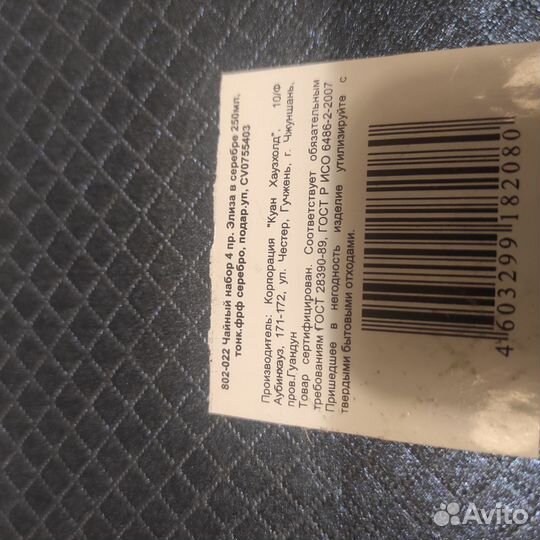 802-022 Чайный набор 4 пр. Элиза в серебре 250мл,
тонк.фрф серебро, подар.уп, CV0755403
Производитель: Корпорация "Куан Хаузхолд", 10/Ф
Аубинхауз, 171-172, ул. Честер, Гучжень, г. Чжуншань,
пров.Гуандун
Товар сертифицирован. Соответствует обязательным
требованиям ГОСТ 28390-89, ГОСТ Р ИСО 6486-2-2007
Пришедшее в негодность изделие утилизируйте с
твердыми бытовыми отходами.
4 603299 182080
Avito